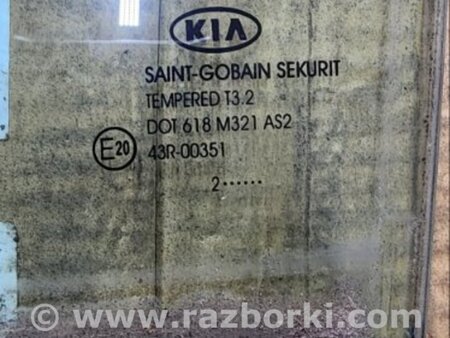 KIA
SAINT-GOBAIN SEKURIT
TEMPERED T3.2
DOT 618 M321 AS2
E20 43R-00351
2······
© www.razborki.com